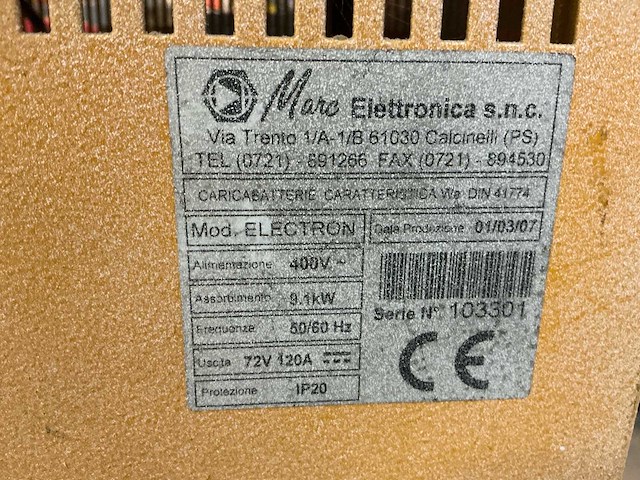 Marc Elettronica s.n.c.
Via Trento 1/A-1/B 61030 Calcinelli (PS)
TEL (0721) - 891266 FAX (0721) - 894530
CARICABATTERIE CARATTERISTICA Wa DIN 41774
Mod. ELECTRON
Data Produzione 01/03/07
Alimentazione 400V ~
Assorbimento 9.1kW
Frequenze 50/60 Hz
Uscita 72V 120A
Protezione IP20
Serie N° 103301
CE